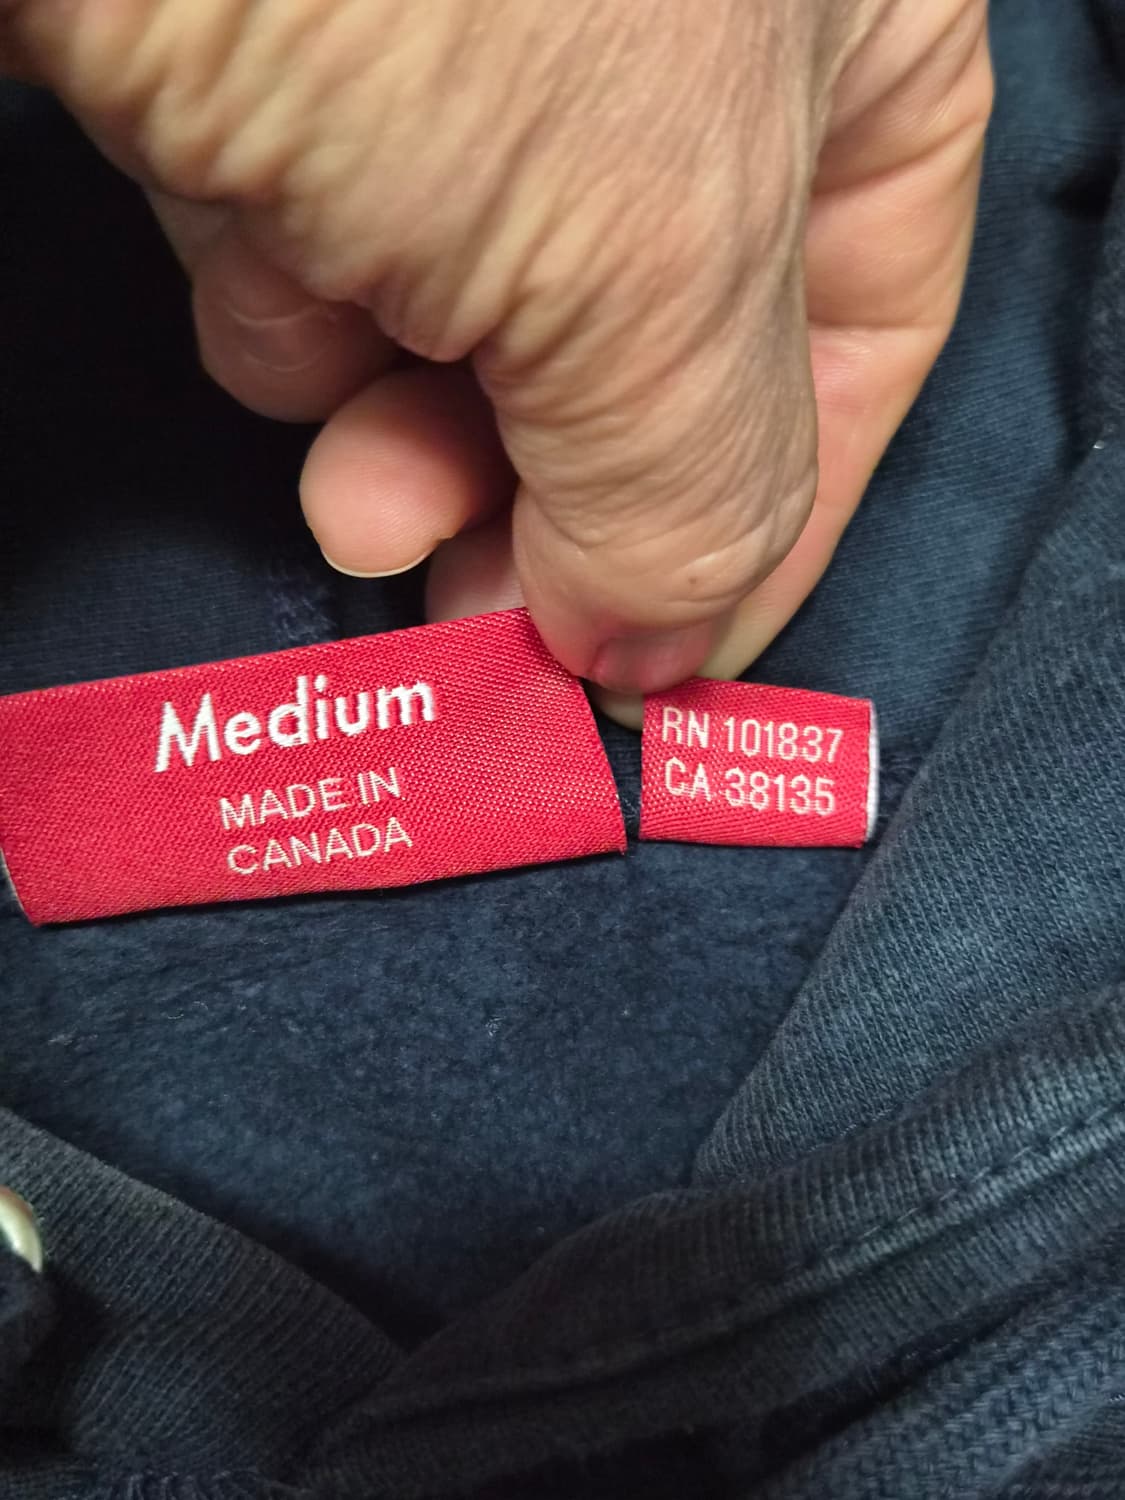 Medium
MADE IN
CANADA
RN 101837
CA 38135